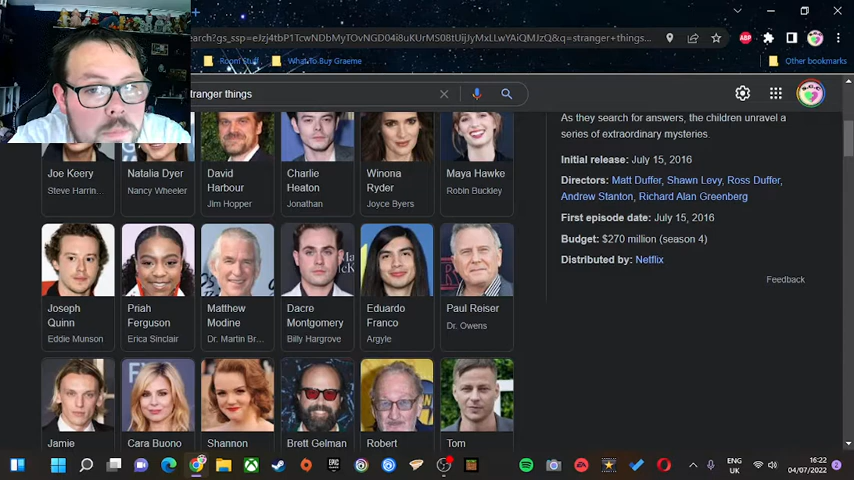 search?gs_ssp=eJzj4tbP1TcwNDbMyTOvNGD04i8uKUrMS08tUijJyMxLLwYAiQMJzQ&q=stranger+things...
Room Stuff
What To Buy Graeme
Other bookmarks
tranger things
As they search for answers, the children unravel a
series of extraordinary mysteries.
Initial release: July 15, 2016
Directors: Matt Duffer, Shawn Levy, Ross Duffer,
Andrew Stanton, Richard Alan Greenberg
First episode date: July 15, 2016
Budget: $270 million (season 4)
Distributed by: Netflix
Feedback
Joe Keery
Steve Harrin...
Natalia Dyer
Nancy Wheeler
David
Harbour
Jim Hopper
Charlie
Heaton
Jonathan
Winona
Ryder
Joyce Byers
Maya Hawke
Robin Buckley
Joseph
Quinn
Eddie Munson
Priah
Ferguson
Erica Sinclair
Matthew
Modine
Dr. Martin Br...
Dacre
Montgomery
Billy Hargrove
Eduardo
Franco
Argyle
Paul Reiser
Dr. Owens
Jamie
Cara Buono
Shannon
Brett Gelman
Robert
Tom
ENG
UK
16:22
04/07/2022